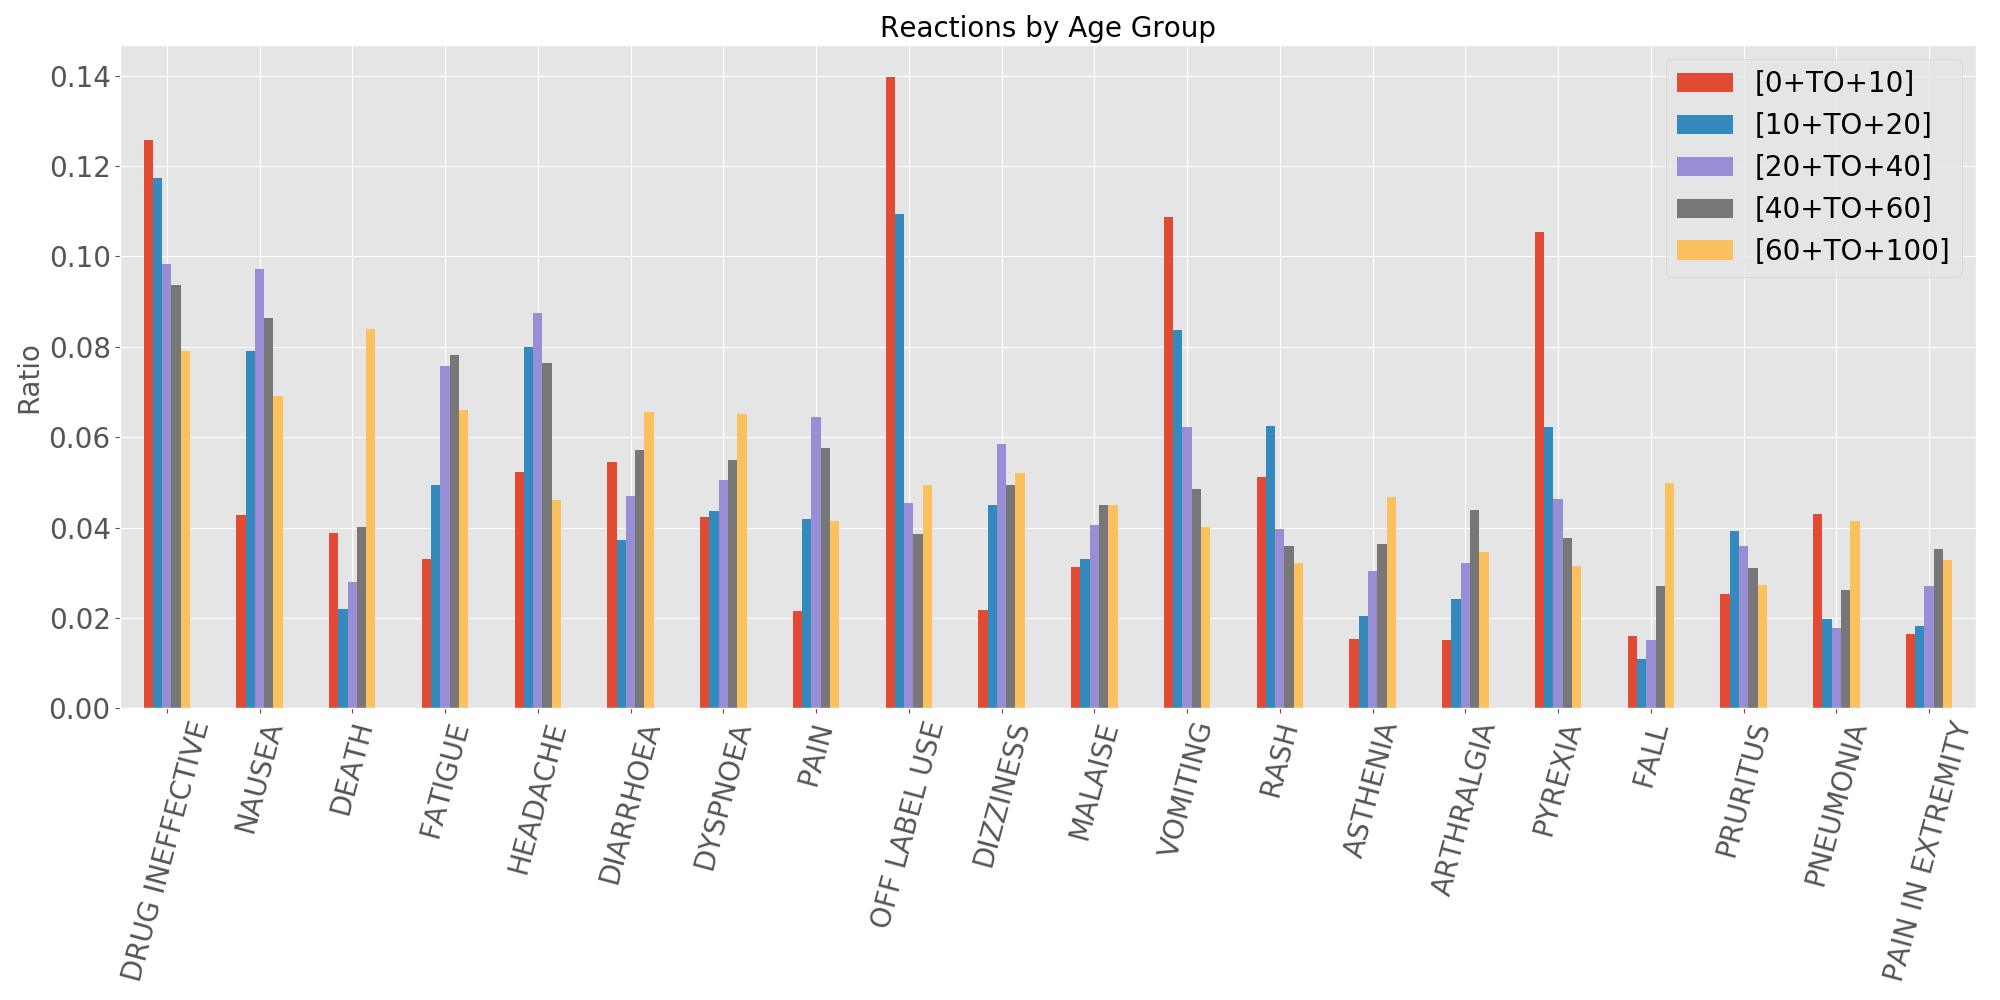 Reactions by Age Group
Ratio
0.14
0.12
0.10
0.08
0.06
0.04
0.02
0.00
[0+TO+10]
[10+TO+20]
[20+TO+40]
[40+TO+60]
[60+TO+100]
DRUG INEFFECTIVE
NAUSEA
DEATH
FATIGUE
HEADACHE
DIARRHOEA
DYSPNOEA
PAIN
OFF LABEL USE
DIZZINESS
MALAISE
VOMITING
RASH
ASTHENIA
ARTHRALGIA
PYREXIA
FALL
PRURITUS
PNEUMONIA
PAIN IN EXTREMITY